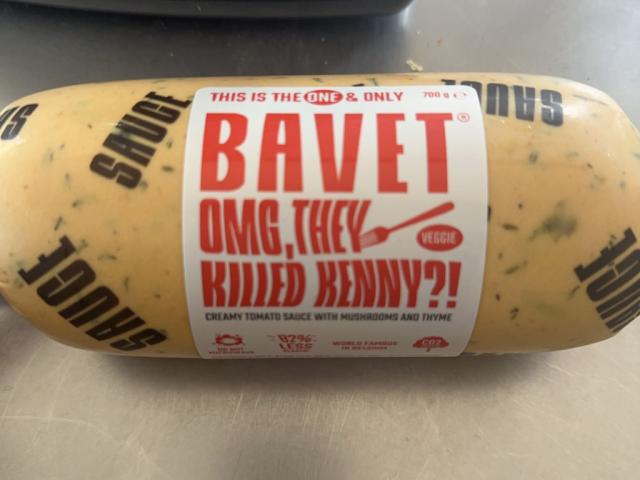 THIS IS THE ONE & ONLY 700 g ℮
BAVET®
OMG, THEY
VEGGIE
KILLED KENNY?!
CREAMY TOMATO SAUCE WITH MUSHROOMS AND THYME
92%
LESS
WORLD FAMOUS
IN BELGIUM
CO2
SAUCE
SAUCE
SAUCE